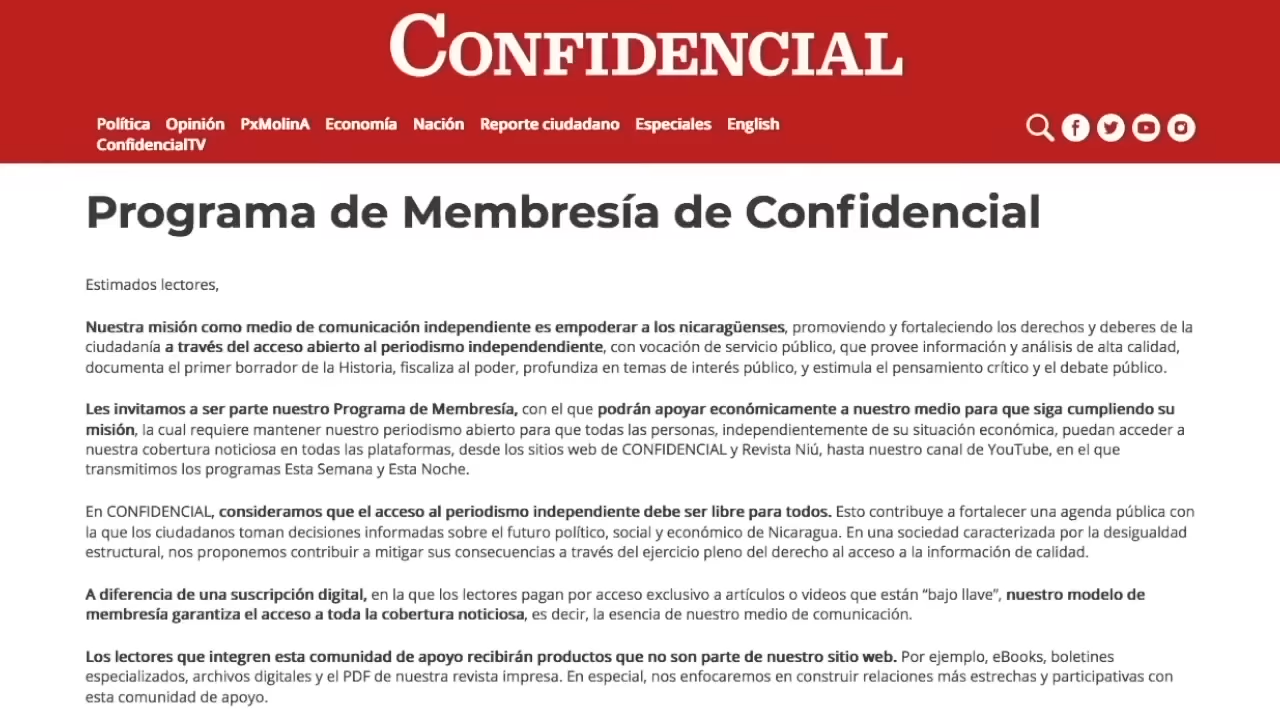 CONFIDENCIAL
Política Opinión PxMolinA Economía Nación Reporte ciudadano Especiales English
ConfidencialTV
Programa de Membresía de Confidencial
Estimados lectores,
Nuestra misión como medio de comunicación independiente es empoderar a los nicaragüenses, promoviendo y fortaleciendo los derechos y deberes de la
ciudadanía a través del acceso abierto al periodismo independendiente, con vocación de servicio público, que provee información y análisis de alta calidad,
documenta el primer borrador de la Historia, fiscaliza al poder, profundiza en temas de interés público, y estimula el pensamiento crítico y el debate público.
Les invitamos a ser parte nuestro Programa de Membresía, con el que podrán apoyar económicamente a nuestro medio para que siga cumpliendo su
misión, la cual requiere mantener nuestro periodismo abierto para que todas las personas, independientemente de su situación económica, puedan acceder a
nuestra cobertura noticiosa en todas las plataformas, desde los sitios web de CONFIDENCIAL y Revista Niú, hasta nuestro canal de YouTube, en el que
transmitimos los programas Esta Semana y Esta Noche.
En CONFIDENCIAL, consideramos que el acceso al periodismo independiente debe ser libre para todos. Esto contribuye a fortalecer una agenda pública con
la que los ciudadanos toman decisiones informadas sobre el futuro político, social y económico de Nicaragua. En una sociedad caracterizada por la desigualdad
estructural, nos proponemos contribuir a mitigar sus consecuencias a través del ejercicio pleno del derecho al acceso a la información de calidad.
A diferencia de una suscripción digital, en la que los lectores pagan por acceso exclusivo a artículos o videos que están “bajo llave”, nuestro modelo de
membresía garantiza el acceso a toda la cobertura noticiosa, es decir, la esencia de nuestro medio de comunicación.
Los lectores que integren esta comunidad de apoyo recibirán productos que no son parte de nuestro sitio web. Por ejemplo, eBooks, boletines
especializados, archivos digitales y el PDF de nuestra revista impresa. En especial, nos enfocaremos en construir relaciones más estrechas y participativas con
esta comunidad de apoyo.